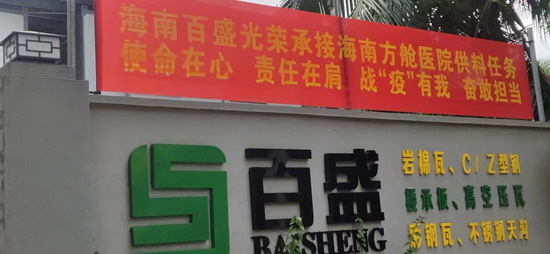 海南百盛光荣承接海南方舱医院供料任务
使命在心 责任在肩 战“疫”有我 奋敢担当
百盛
BAISHENG
岩棉瓦、C/Z型钢
楼承板、高空压瓦
彩钢瓦、不锈钢天沟